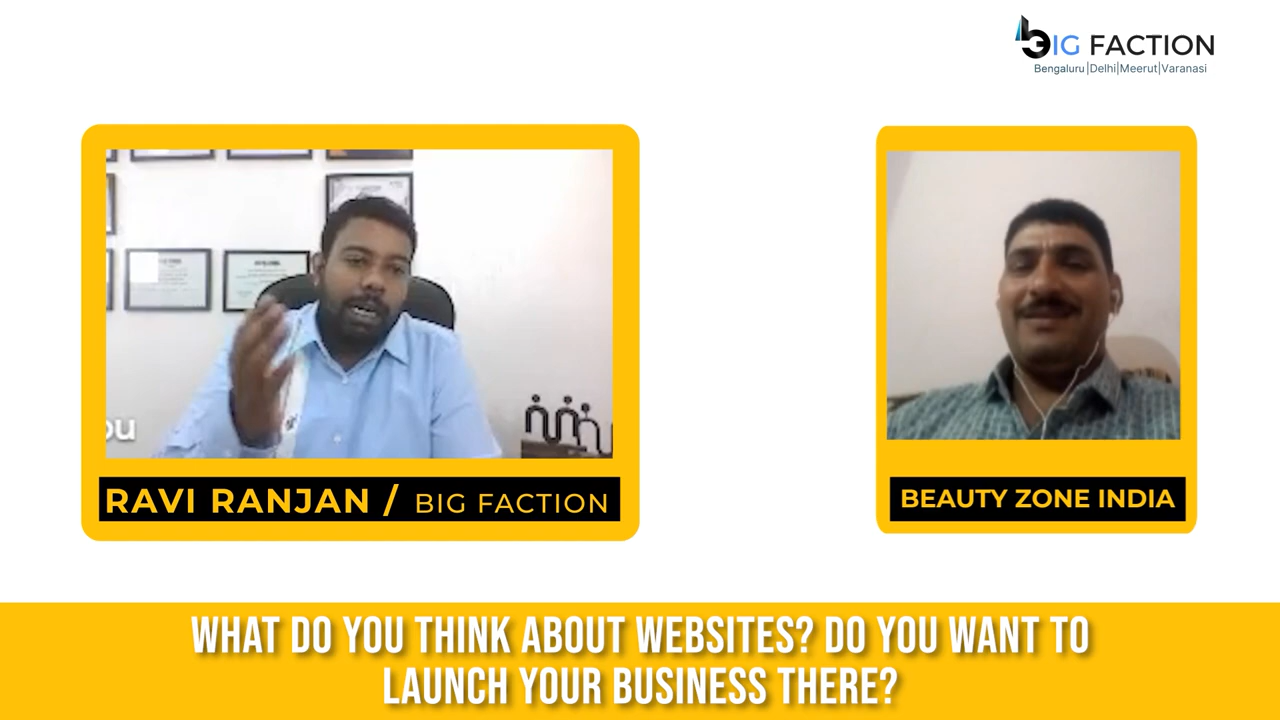 BIG FACTION
Bengaluru|Delhi|Meerut|Varanasi
ou
RAVI RANJAN / BIG FACTION
BEAUTY ZONE INDIA
WHAT DO YOU THINK ABOUT WEBSITES? DO YOU WANT TO
LAUNCH YOUR BUSINESS THERE?